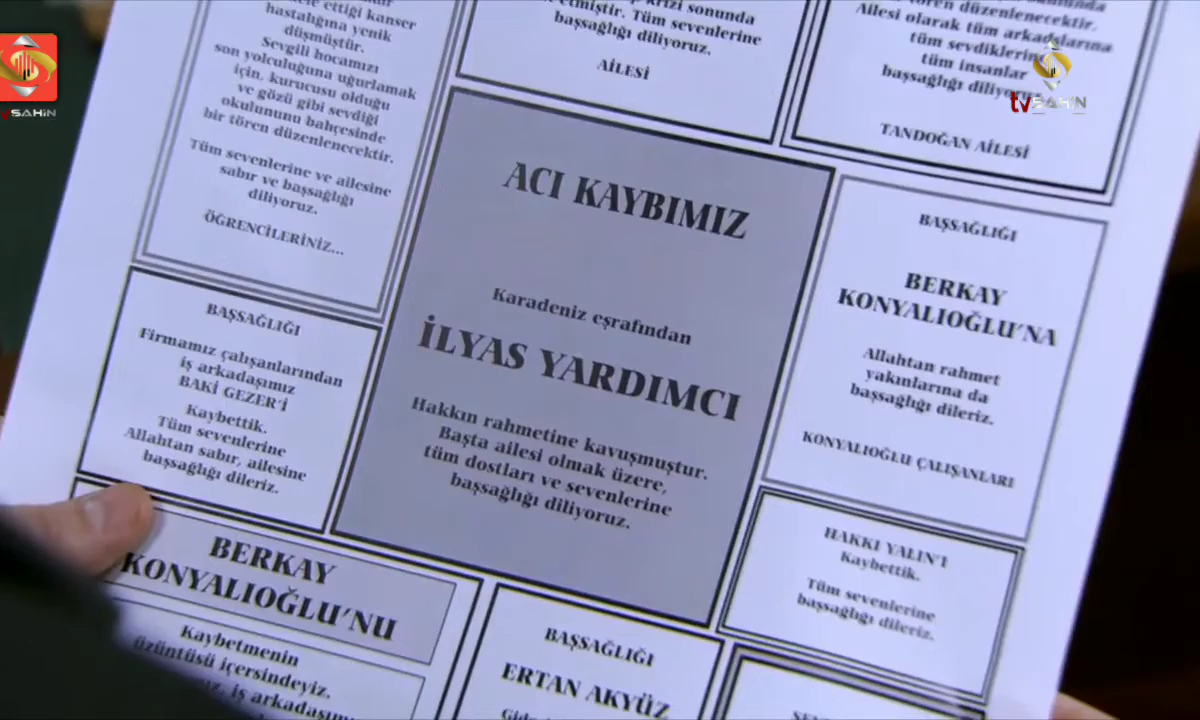 ettiği kanser
hastalığına yenik
düşmüştür.
Sevgili hocamızı
son yolculuğuna uğurlamak
için, kurucusu olduğu
ve gözü gibi sevdiği
okulununu bahçesinde
bir tören düzenlenecektir.
Tüm sevenlerine ve ailesine
sabır ve başsağlığı
diliyoruz.
ÖĞRENCİLERİNİZ...
krizi sonunda
etmiştir. Tüm sevenlerine
başsağlığı diliyoruz.
AİLESİ
tören düzenlenecektir.
Ailesi olarak tüm arkadaşlarına
tüm sevdiklerine
tüm insanlar
başsağlığı diliyoruz
TANDOĞAN AİLESİ
tvSAHİN
tvSAHİN
ACI KAYBIMIZ
Karadeniz eşrafından
İLYAS YARDIMCI
Hakkın rahmetine kavuşmuştur.
Başta ailesi olmak üzere,
tüm dostları ve sevenlerine
başsağlığı diliyoruz.
BAŞSAĞLIĞI
BERKAY
KONYALIOĞLU'NA
Allahtan rahmet
yakınlarına da
başsağlığı dileriz.
KONYALIOĞLU ÇALIŞANLARI
BAŞSAĞLIĞI
Firmamız çalışanlarından
iş arkadaşımız
BAKİ GEZER'İ
Kaybettik.
Tüm sevenlerine
Allahtan sabır, ailesine
başsağlığı dileriz.
HAKKI YALIN'I
Kaybettik.
Tüm sevenlerine
başsağlığı dileriz.
BERKAY
KONYALIOĞLU'NU
Kaybetmenin
üzüntüsü içersindeyiz.
iş arkadaşımı
BAŞSAĞLIĞI
ERTAN AKYÜZ